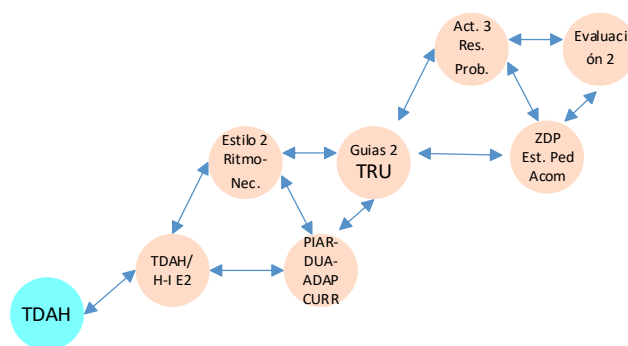 Act. 3
Res.
Prob.
Evaluaci
ón 2
Estilo 2
Ritmo-
Nec.
Guias 2
TRU
ZDP
Est. Ped
Acom
TDAH/
H-I E2
PIAR-
DUA-
ADAP
CURR
TDAH